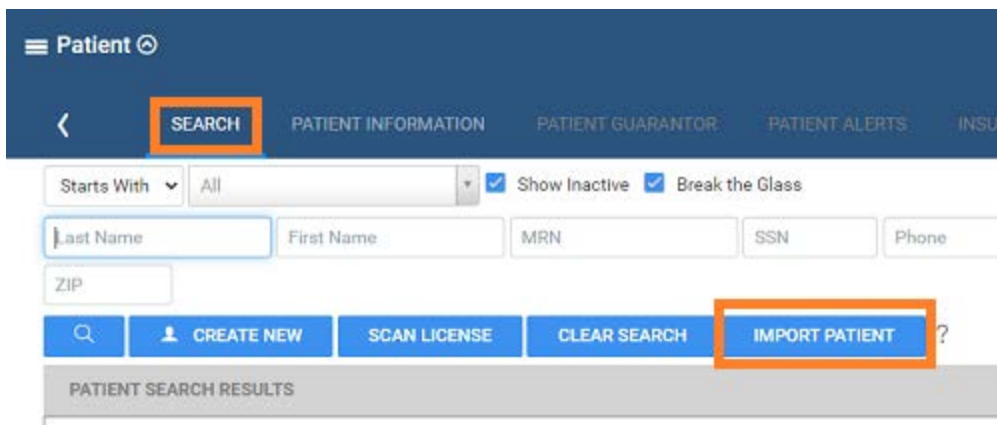 Patient
SEARCH PATIENT INFORMATION PATIENT GUARANTOR PATIENT ALERTS INSU
Starts With All Show Inactive Break the Glass
Last Name First Name MRN SSN Phone
ZIP
CREATE NEW SCAN LICENSE CLEAR SEARCH IMPORT PATIENT ?
PATIENT SEARCH RESULTS